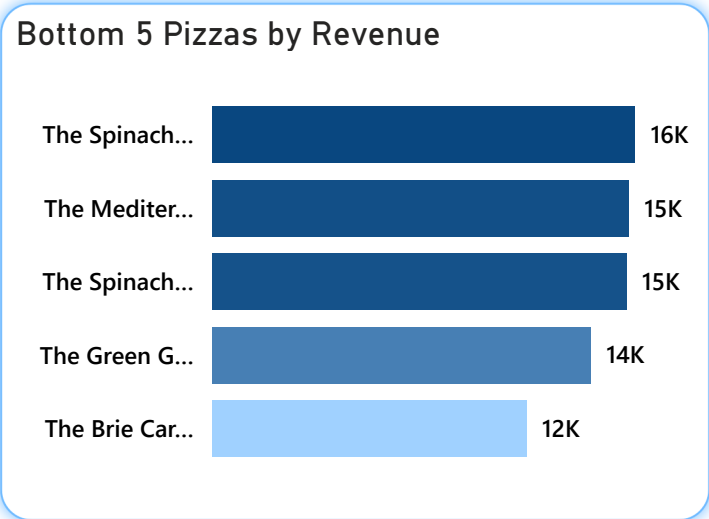 Bottom 5 Pizzas by Revenue
The Spinach... 16K
The Mediter... 15K
The Spinach... 15K
The Green G... 14K
The Brie Car... 12K